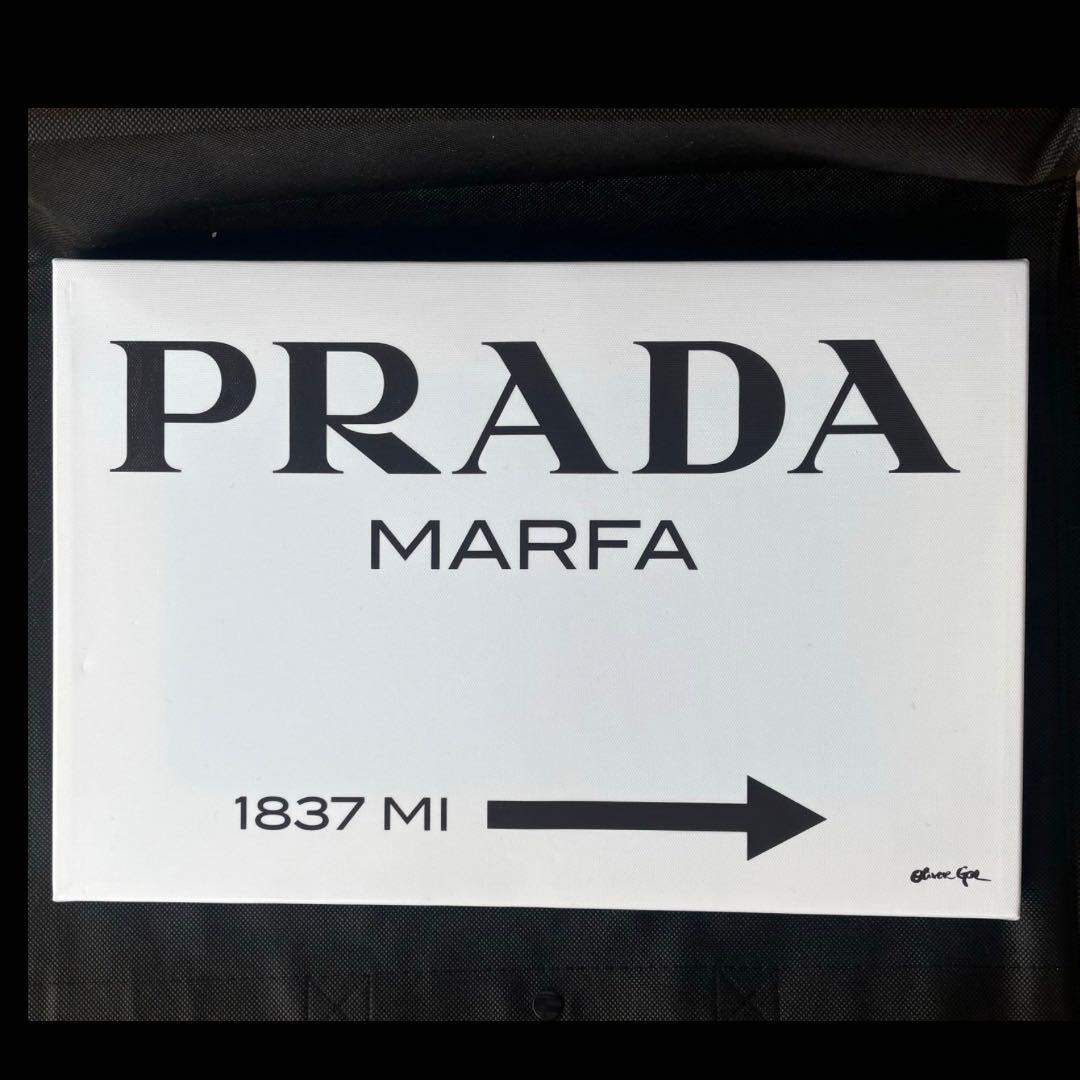 PRADA
MARFA
1837 MI
Oliver Gal